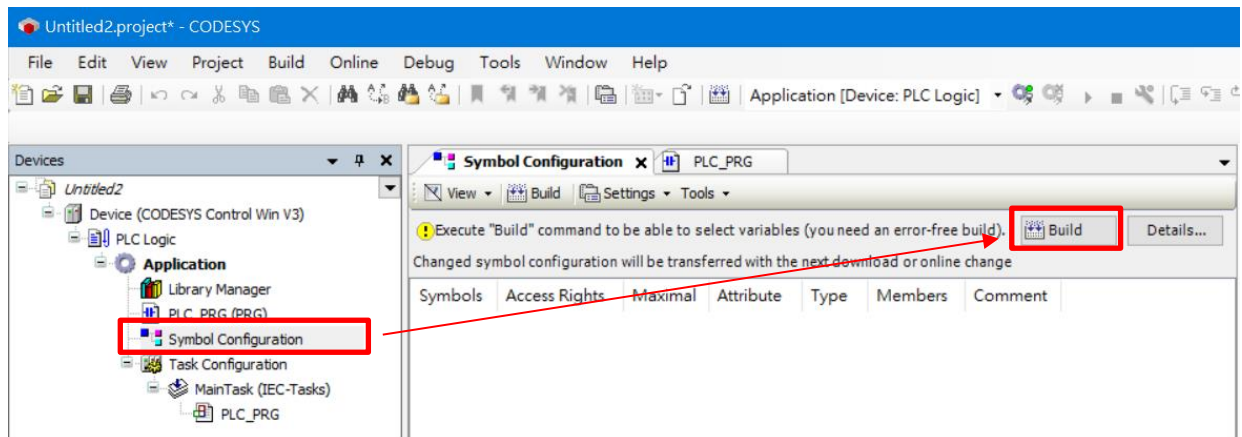 Untitled2.project* - CODESYS
File Edit View Project Build Online Debug Tools Window Help
Application [Device: PLC Logic]
Devices
Symbol Configuration PLC_PRG
Untitled2
View Build Settings Tools
Device (CODESYS Control Win V3)
Execute "Build" command to be able to select variables (you need an error-free build). Build Details...
PLC Logic
Changed symbol configuration will be transferred with the next download or online change
Application
Symbols Access Rights Maximal Attribute Type Members Comment
Library Manager
PLC_PRG (PRG)
Symbol Configuration
Task Configuration
MainTask (IEC-Tasks)
PLC_PRG